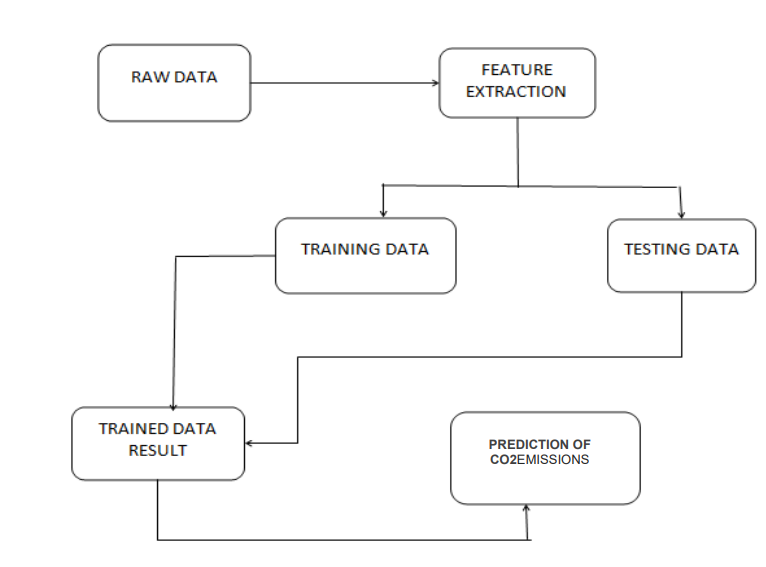 RAW DATA
FEATURE
EXTRACTION
TRAINING DATA
TESTING DATA
TRAINED DATA
RESULT
PREDICTION OF
CO2EMISSIONS